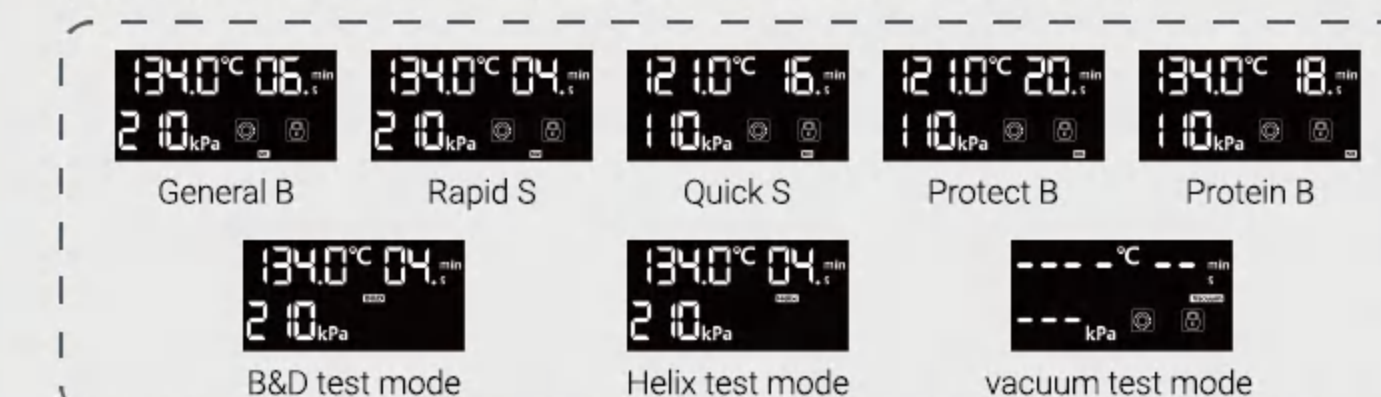 134.0°C 06. min s
210kPa
General B
134.0°C 04. min s
210kPa
Rapid S
121.0°C 16. min s
110kPa
Quick S
121.0°C 20. min s
110kPa
Protect B
134.0°C 18. min s
110kPa
Protein B
134.0°C 04. min s
B&D
210kPa
B&D test mode
134.0°C 04. min s
Helix
210kPa
Helix test mode
----°C -- min s
Vacuum
---kPa
vacuum test mode